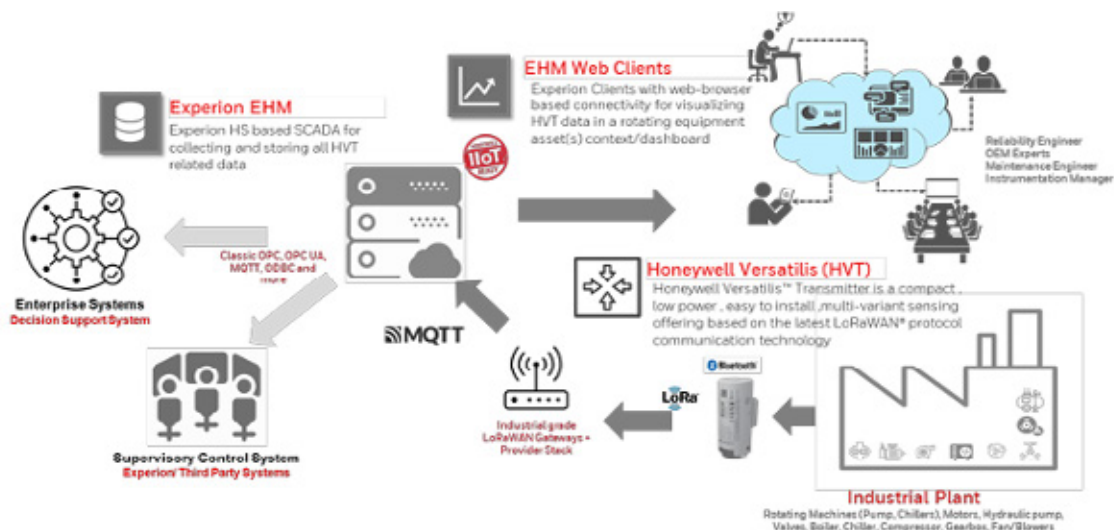 Experion EHM
Experion HS based SCADA for
collecting and storing all HVT
related data
EHM Web Clients
Experion Clients with web-browser
based connectivity for visualizing
HVT data in a rotating equipment
asset(s) context/dashboard
IIoT
READY
Reliability Engineer
OEM Experts
Maintenance Engineer
Instrumentation Manager
Classic OPC, OPC UA,
MQTT, ODBC and
more
Enterprise Systems
Decision Support System
Honeywell Versatilis (HVT)
Honeywell Versatilis™ Transmitter is a compact ,
low power , easy to install ,multi-variant sensing
offering based on the latest LoRaWAN® protocol
communication technology
MQTT
Bluetooth
LoRa
Industrial grade
LoRaWAN Gateways +
Provider Stack
Supervisory Control System
Experion/ Third Party Systems
Industrial Plant
Rotating Machines (Pump, Chillers), Motors, Hydraulic pump,
Valves, Boiler, Chiller, Compressor, Gearbox, Fan/Blowers